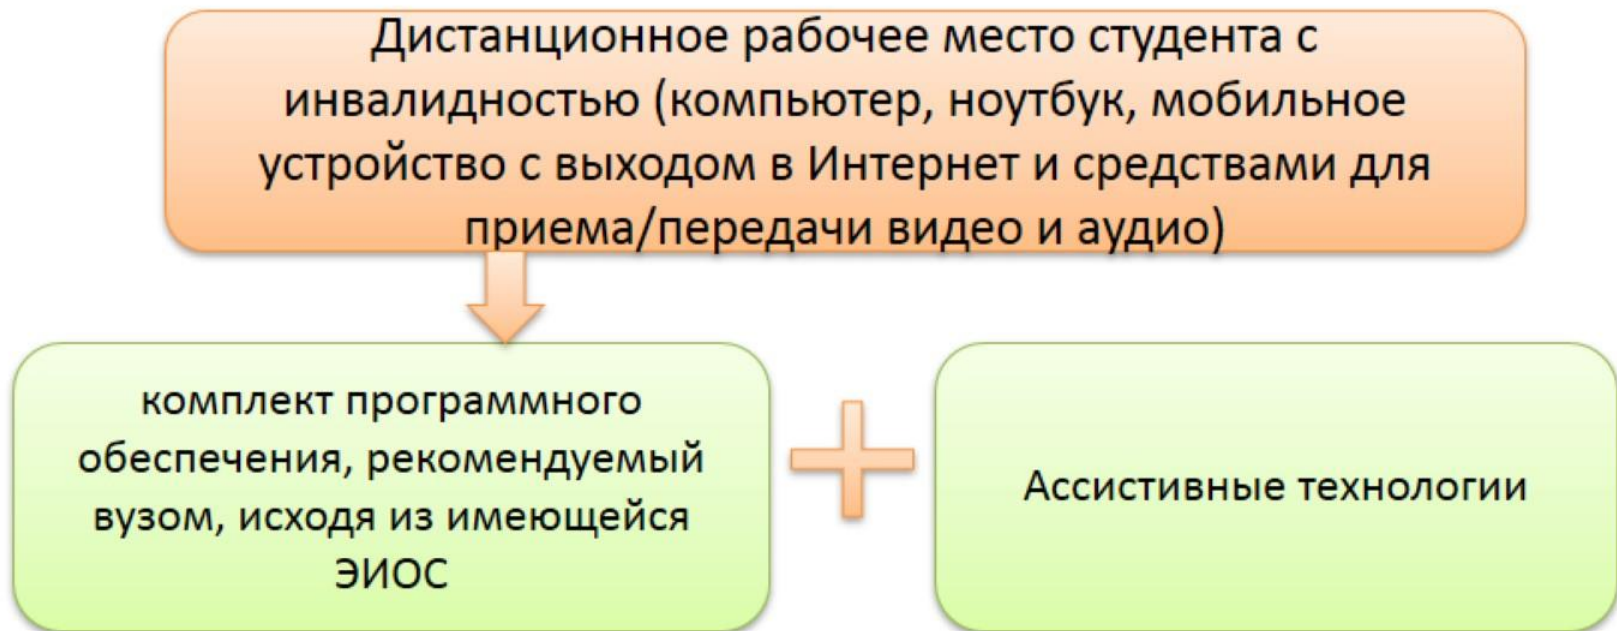 Дистанционное рабочее место студента с
инвалидностью (компьютер, ноутбук, мобильное
устройство с выходом в Интернет и средствами для
приема/передачи видео и аудио)
комплект программного
обеспечения, рекомендуемый
вузом, исходя из имеющейся
ЭИОС
Ассистивные технологии